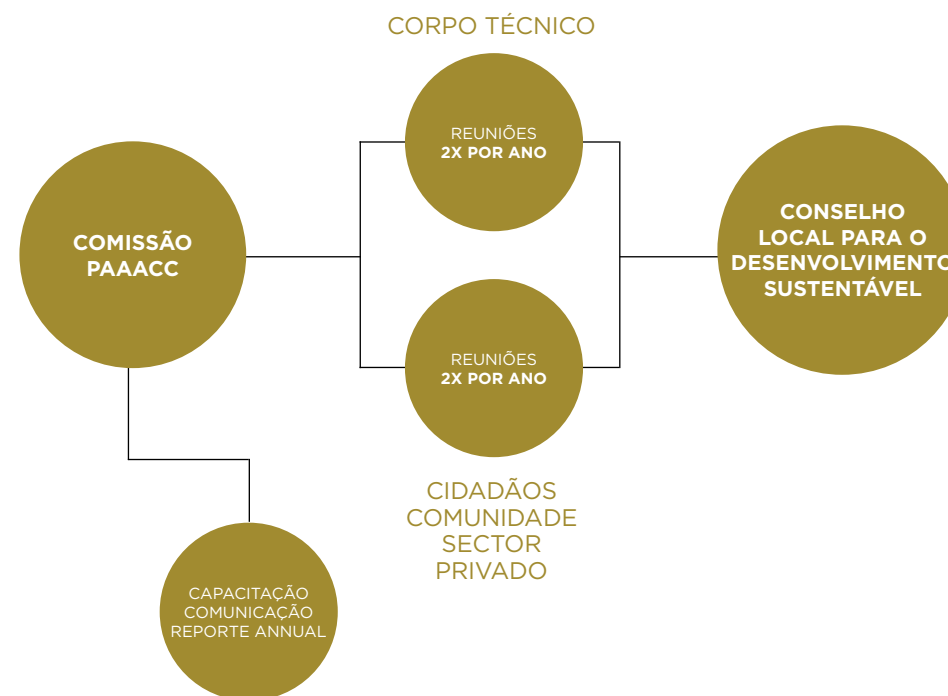 CORPO TÉCNICO
REUNIÕES
2X POR ANO
COMISSÃO
PAAACC
CONSELHO
LOCAL PARA O
DESENVOLVIMENTO
SUSTENTÁVEL
REUNIÕES
2X POR ANO
CIDADÃOS
COMUNIDADE
SECTOR
PRIVADO
CAPACITAÇÃO
COMUNICAÇÃO
REPORTE ANNUAL